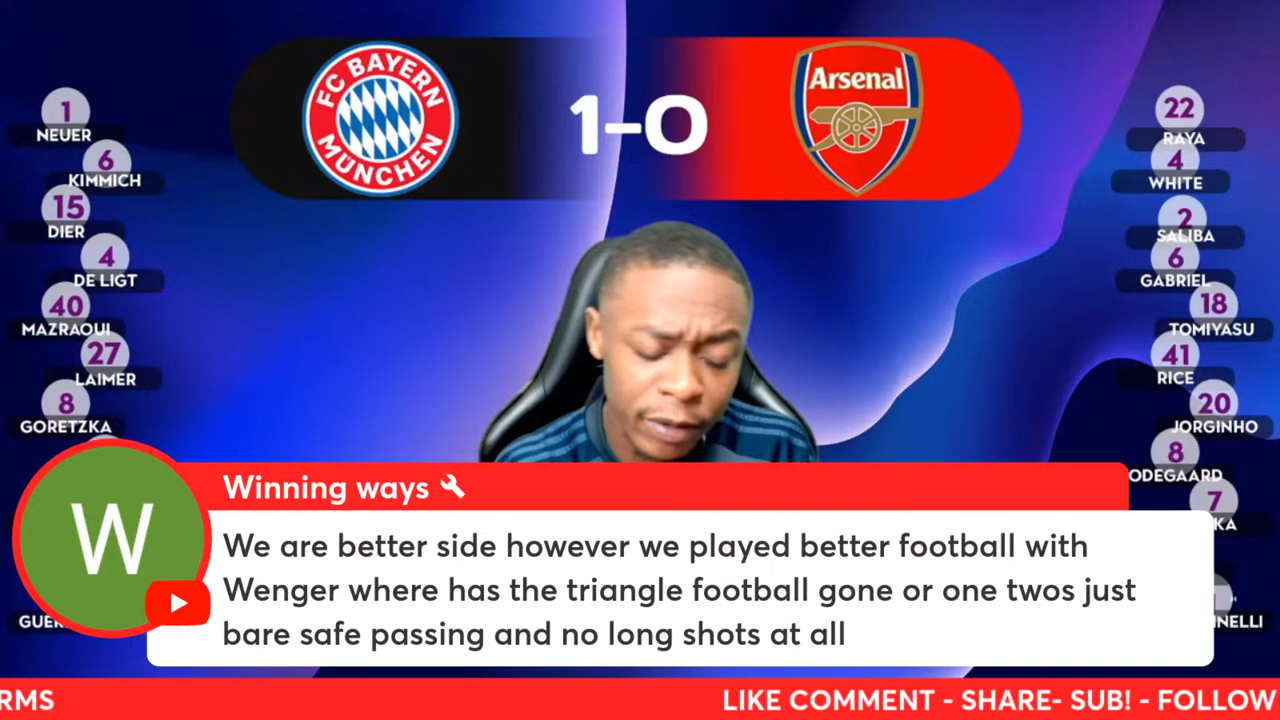 FC BAYERN
MÜNCHEN
1-0
Arsenal
1
NEUER
6
KIMMICH
15
DIER
4
DE LIGT
40
MAZRAOUI
27
LAIMER
8
GORETZKA
22
RAYA
4
WHITE
2
SALIBA
6
GABRIEL
18
TOMIYASU
41
RICE
20
JORGINHO
8
ODEGAARD
7
KA
GUE
INELLI
W
Winning ways
We are better side however we played better football with
Wenger where has the triangle football gone or one twos just
bare safe passing and no long shots at all
RMS
LIKE COMMENT - SHARE- SUB! - FOLLOW